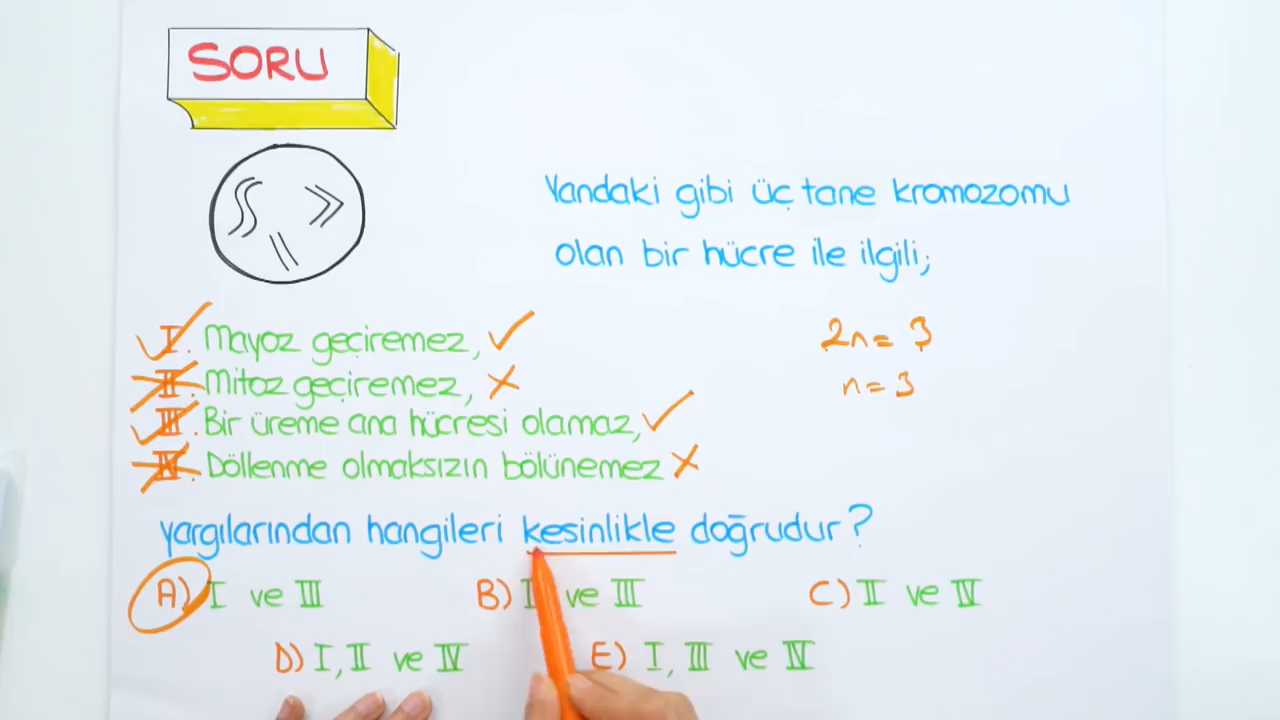 SORU
Yandaki gibi üç tane kromozomu
olan bir hücre ile ilgili;
I. Mayoz geçiremez,
II. Mitoz geçiremez,
III. Bir üreme ana hücresi olamaz,
IV. Döllenme olmaksızın bölünemez
2n = 3
n = 3
yargılarından hangileri kesinlikle doğrudur?
A) I ve III
B) I ve III
C) II ve IV
D) I, II ve IV
E) I, III ve IV